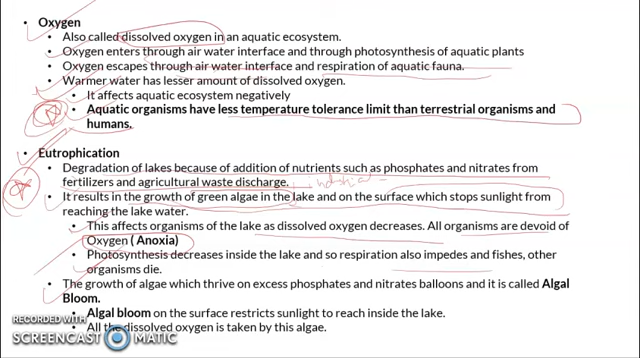 • Oxygen
• Also called dissolved oxygen in an aquatic ecosystem.
• Oxygen enters through air water interface and through photosynthesis of aquatic plants
• Oxygen escapes through air water interface and respiration of aquatic fauna.
• Warmer water has lesser amount of dissolved oxygen.
• It affects aquatic ecosystem negatively
• Aquatic organisms have less temperature tolerance limit than terrestrial organisms and
humans.
• Eutrophication
• Degradation of lakes because of addition of nutrients such as phosphates and nitrates from
fertilizers and agricultural waste discharge.
• It results in the growth of green algae in the lake and on the surface which stops sunlight from
reaching the lake water.
• This affects organisms of the lake as dissolved oxygen decreases. All organisms are devoid of
Oxygen ( Anoxia)
• Photosynthesis decreases inside the lake and so respiration also impedes and fishes, other
organisms die.
• The growth of algae which thrive on excess phosphates and nitrates balloons and it is called Algal
Bloom.
• Algal bloom on the surface restricts sunlight to reach inside the lake.
• All the dissolved oxygen is taken by this algae.
RECORDED WITH
SCREENCAST MATIC